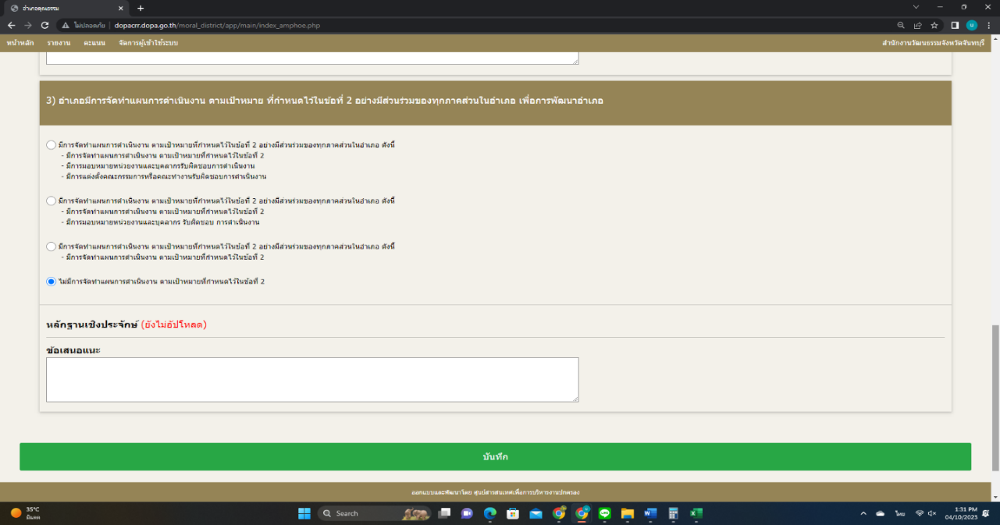 อำเภอคุณธรรม
ไม่ปลอดภัย | dopacrr.dopa.go.th/moral_district/app/main/index_amphoe.php
หน้าหลัก รายงาน คะแนน จัดการผู้เข้าใช้ระบบ สำนักงานวัฒนธรรมจังหวัดจันทบุรี
3) อำเภอมีการจัดทำแผนการดำเนินงาน ตามเป้าหมาย ที่กำหนดไว้ในข้อที่ 2 อย่างมีส่วนร่วมของทุกภาคส่วนในอำเภอ เพื่อการพัฒนาอำเภอ
มีการจัดทำแผนการดำเนินงาน ตามเป้าหมายที่กำหนดไว้ในข้อที่ 2 อย่างมีส่วนร่วมของทุกภาคส่วนในอำเภอ ดังนี้
- มีการจัดทำแผนการดำเนินงาน ตามเป้าหมายที่กำหนดไว้ในข้อที่ 2
- มีการมอบหมายหน่วยงานและบุคลากรรับผิดชอบการดำเนินงาน
- มีการแต่งตั้งคณะกรรมการหรือคณะทำงานรับผิดชอบการดำเนินงาน
มีการจัดทำแผนการดำเนินงาน ตามเป้าหมายที่กำหนดไว้ในข้อที่ 2 อย่างมีส่วนร่วมของทุกภาคส่วนในอำเภอ ดังนี้
- มีการจัดทำแผนการดำเนินงาน ตามเป้าหมายที่กำหนดไว้ในข้อที่ 2
- มีการมอบหมายหน่วยงานและบุคลากร รับผิดชอบ การดำเนินงาน
มีการจัดทำแผนการดำเนินงาน ตามเป้าหมายที่กำหนดไว้ในข้อที่ 2 อย่างมีส่วนร่วมของทุกภาคส่วนในอำเภอ ดังนี้
- มีการจัดทำแผนการดำเนินงาน ตามเป้าหมายที่กำหนดไว้ในข้อที่ 2
ไม่มีการจัดทำแผนการดำเนินงาน ตามเป้าหมายที่กำหนดไว้ในข้อที่ 2
หลักฐานเชิงประจักษ์ (ยังไม่อัปโหลด)
ข้อเสนอแนะ
บันทึก
ออกแบบและพัฒนาโดย ศูนย์สารสนเทศเพื่อการบริหารงานปกครอง
35°C
มีแดด
Search
ไทย
1:31 PM
04/10/2023